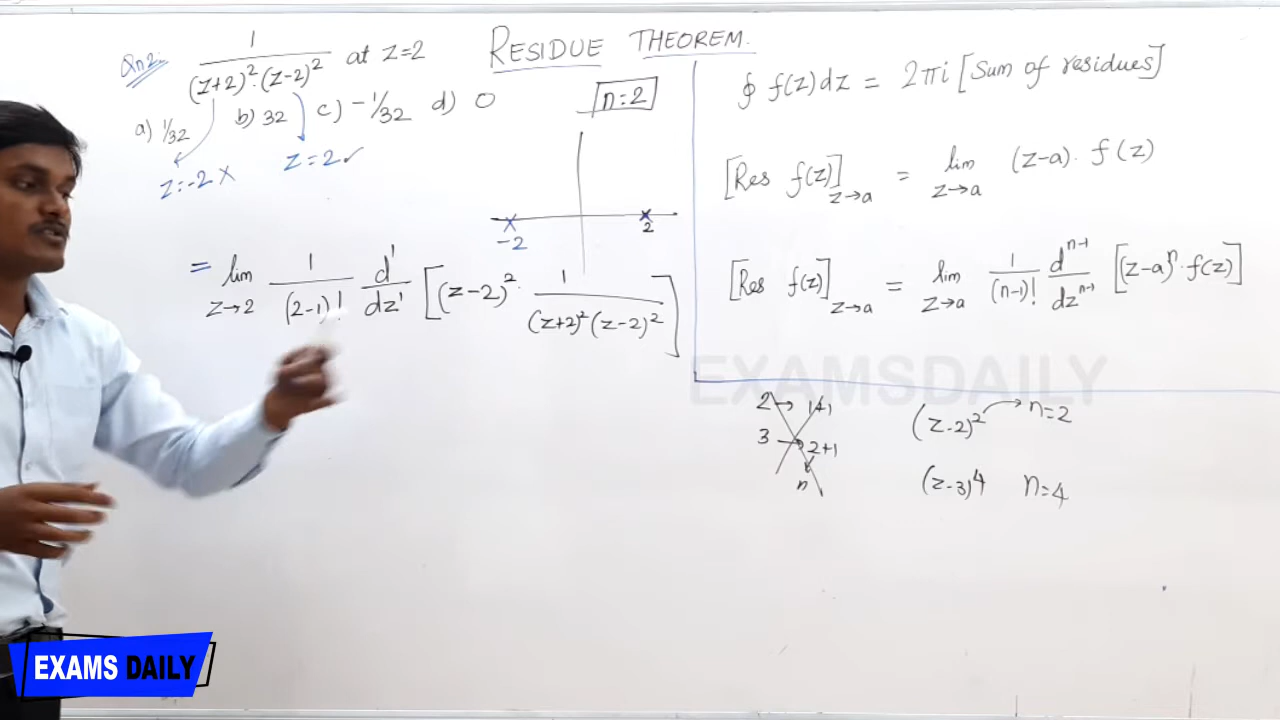 RESIDUE THEOREM.
Qn2:- 1/((z+2)².(z-2)²) at z=2
a) 1/32 b) 32 c) -1/32 d) 0
z=-2 × z=2 ✓
n=2
-2 2
= lim z→2 1/(2-1)! d'/dz' [(z-2)². 1/((z+2)²(z-2)²)]
∮ f(z)dz = 2πi [Sum of residues]
[Res f(z)] z→a = lim z→a (z-a). f(z)
[Res f(z)] z→a = lim z→a 1/(n-1)! dⁿ⁻¹/dzⁿ⁻¹ [(z-a)ⁿ. f(z)]
EXAMSDAILY
2→ 1+1
3→ 2+1
n
(z-2)² → n=2
(z-3)⁴ n=4
EXAMS DAILY